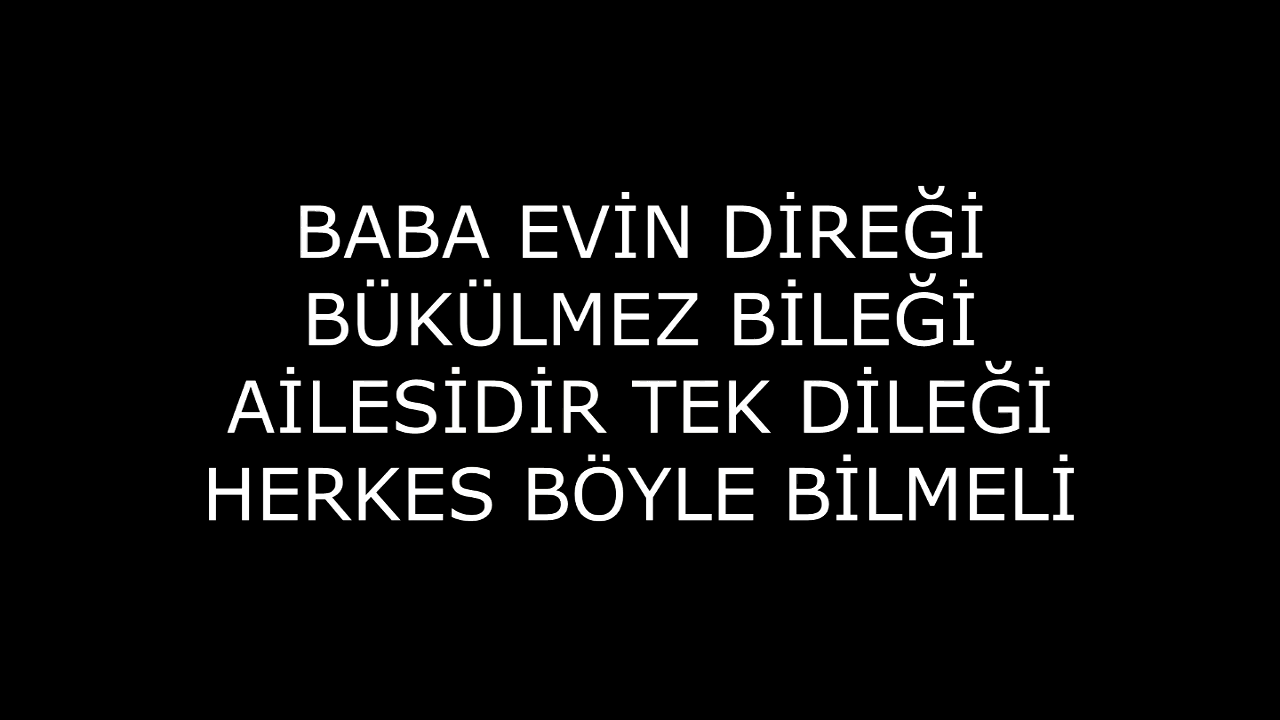 BABA EVİN DİREĞİ
BÜKÜLMEZ BİLEĞİ
AİLESİDİR TEK DİLEĞİ
HERKES BÖYLE BİLMELİ